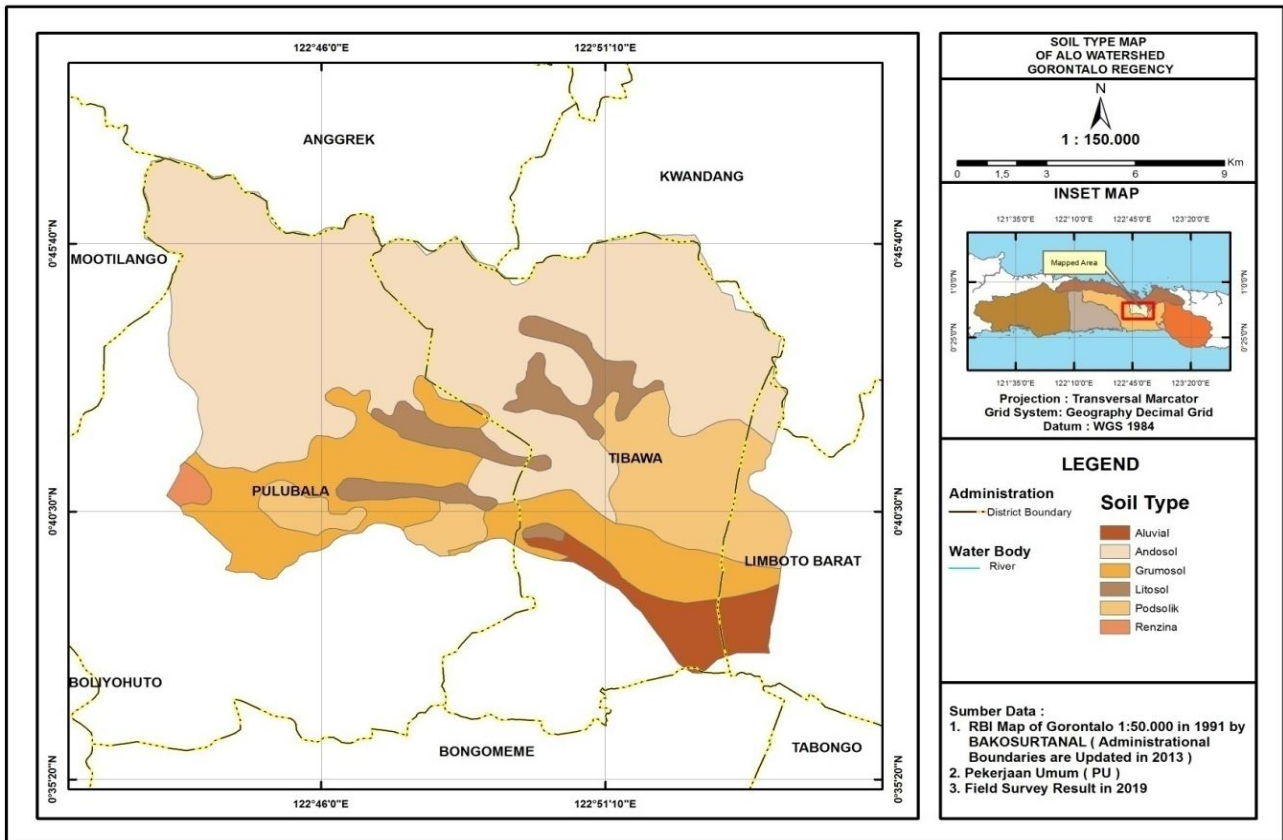 122°46'0"E 122°51'10"E
ANGGREK
KWANDANG
0°45'40"N 0°45'40"N
MOOTILANGO
TIBAWA
PULUBALA
0°40'30"N 0°40'30"N
LIMBOTO BARAT
BOLIYOHUTO
BONGOMEME
TABONGO
0°35'20"N 0°35'20"N
122°46'0"E 122°51'10"E
SOIL TYPE MAP
OF ALO WATERSHED
GORONTALO REGENCY
N
1 : 150.000
Km
0 1,5 3 6 9
INSET MAP
121°35'0"E 122°10'0"E 122°45'0"E 123°20'0"E
Mapped Area
1°0'0"N 1°0'0"N
0°25'0"N 0°25'0"N
121°35'0"E 122°10'0"E 122°45'0"E 123°20'0"E
Projection : Transversal Marcator
Grid System: Geography Decimal Grid
Datum : WGS 1984
LEGEND
Administration
District Boundary
Water Body
River
Soil Type
Aluvial
Andosol
Grumosol
Litosol
Podsolik
Renzina
Sumber Data :
1. RBI Map of Gorontalo 1:50.000 in 1991 by
BAKOSURTANAL ( Administrational
Boundaries are Updated in 2013 )
2. Pekerjaan Umum ( PU )
3. Field Survey Result in 2019